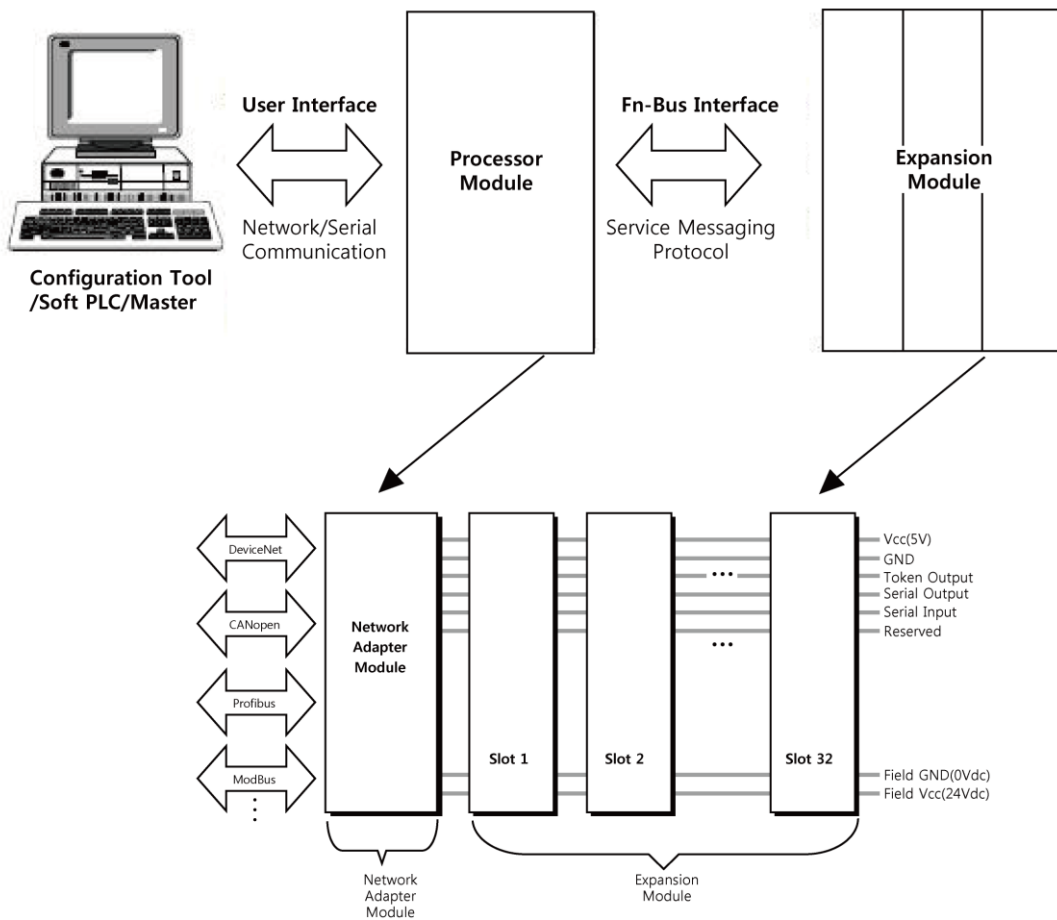 User Interface
Network/Serial
Communication
Configuration Tool
/Soft PLC/Master
Processor
Module
Fn-Bus Interface
Service Messaging
Protocol
Expansion
Module
DeviceNet
CANopen
Profibus
ModBus
Network
Adapter
Module
Slot 1
Slot 2
Slot 32
Vcc(5V)
GND
Token Output
Serial Output
Serial Input
Reserved
Field GND(0Vdc)
Field Vcc(24Vdc)
Network
Adapter
Module
Expansion
Module